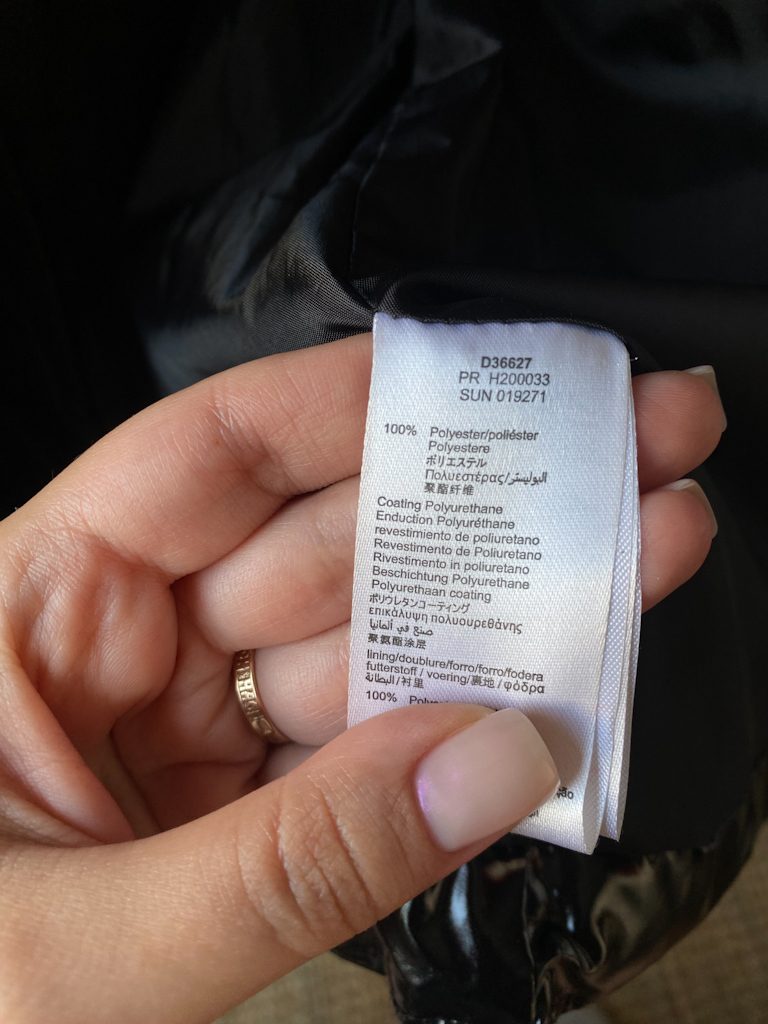 D36627
PR H200033
SUN 019271
100% Polyester/poliéster
Polyestere
ポリエステル
Πολυεστέρας/البوليستر
聚酯纤维
Coating Polyurethane
Enduction Polyuréthane
revestimiento de poliuretano
Revestimento de Poliuretano
Rivestimento in poliuretano
Beschichtung Polyurethane
Polyurethaan coating
ポリウレタンコーティング
επικάλυψη πολυουρεθάνης
صنع في ألمانيا
聚氨酯涂层
lining/doublure/forro/forro/fodera
futterstoff / voering/裏地 / φόδρα
البطانة/衬里
100%